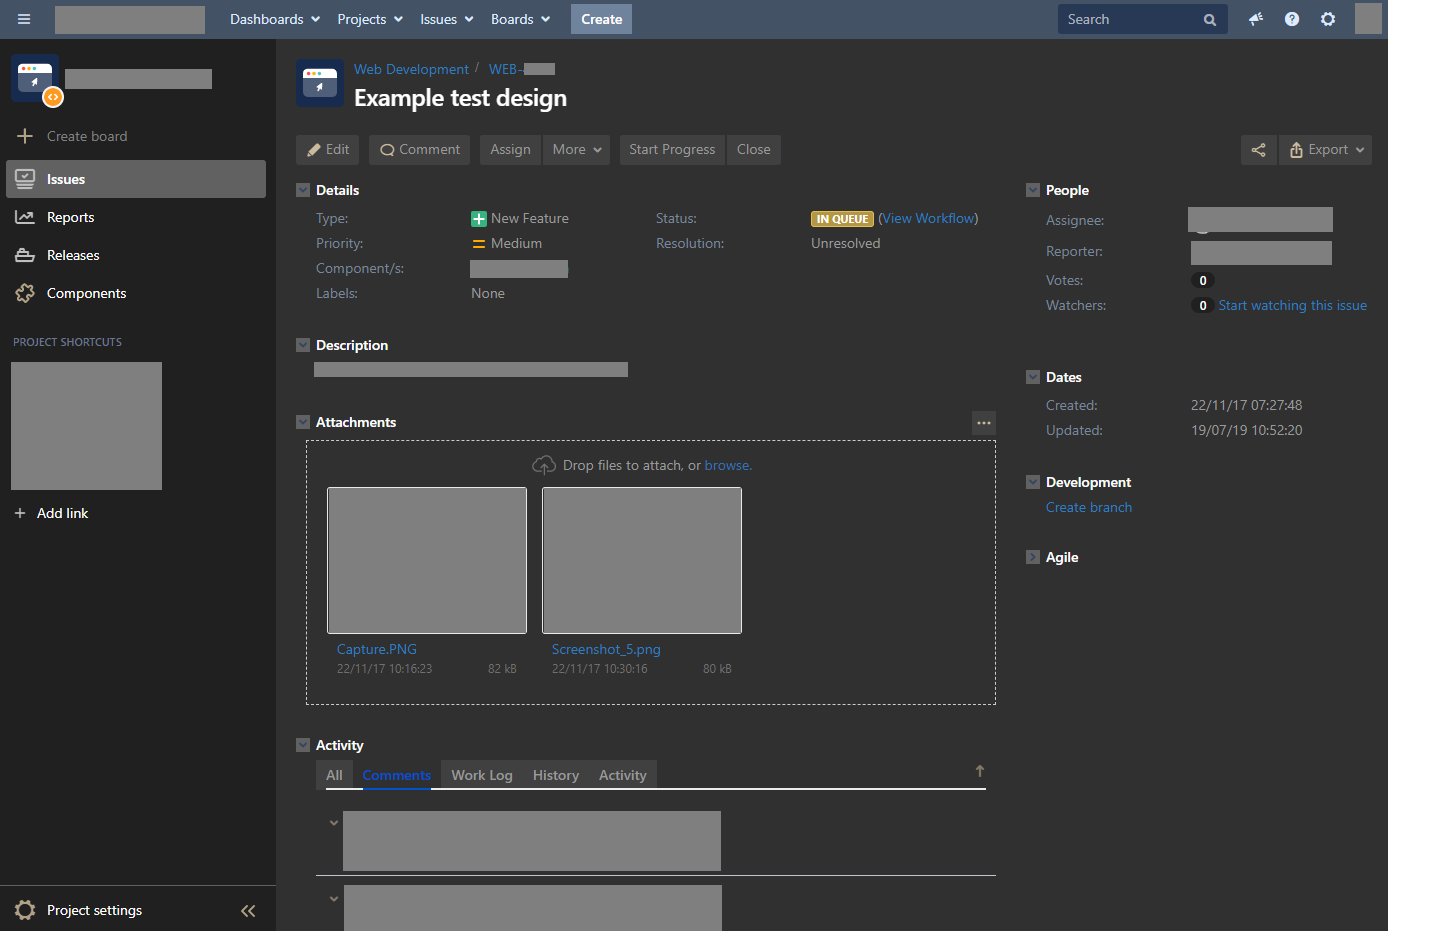 Dashboards Projects Issues Boards Create Search
Create board
Issues
Reports
Releases
Components
PROJECT SHORTCUTS
Add link
Project settings
Web Development / WEB-
Example test design
Edit Comment Assign More Start Progress Close Export
Details
Type: New Feature Status: IN QUEUE (View Workflow)
Priority: Medium Resolution: Unresolved
Component/s:
Labels: None
Description
Attachments
Drop files to attach, or browse.
Capture.PNG Screenshot_5.png
22/11/17 10:16:23 82 kB 22/11/17 10:30:16 80 kB
Activity
All Comments Work Log History Activity
People
Assignee:
Reporter:
Votes: 0
Watchers: 0 Start watching this issue
Dates
Created: 22/11/17 07:27:48
Updated: 19/07/19 10:52:20
Development
Create branch
Agile